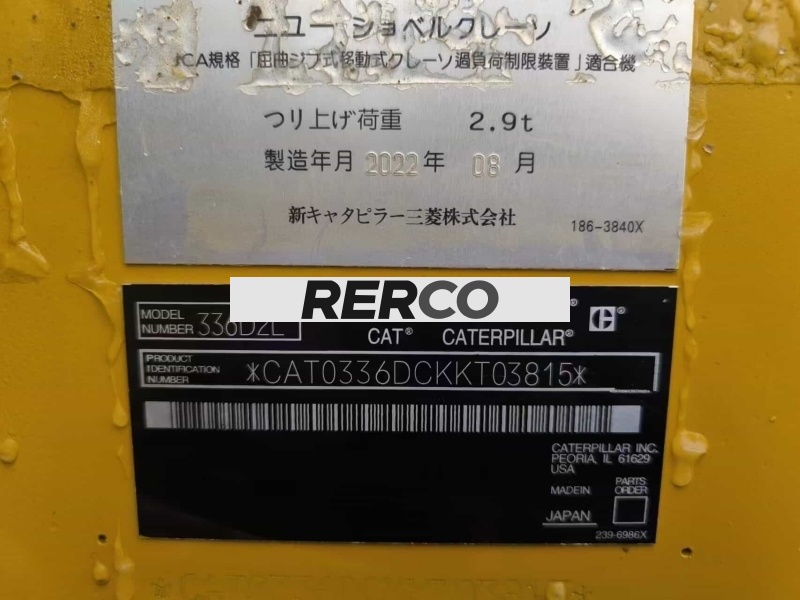 ニユー ショベルクレーソ
JCA規格「屈曲ジブ式移動式クレーソ過負荷制限装置」適合機
つり上げ荷重 2.9t
製造年月 2022年 08月
新キャタピラー三菱株式会社 186-3840X
RERCO
MODEL NUMBER 336D2L
CAT® CATERPILLAR®
PRODUCT IDENTIFICATION NUMBER *CAT0336DCKKT03815*
CATERPILLAR INC.
PEORIA, IL 61629
USA
MADE IN JAPAN
PARTS ORDER
239-6986X